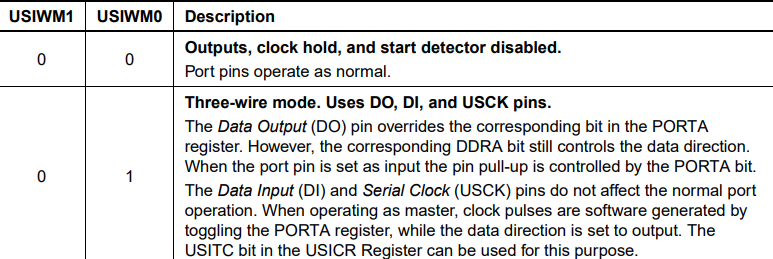 USIWM1 USIWM0 Description
0 0 Outputs, clock hold, and start detector disabled.
Port pins operate as normal.
Three-wire mode. Uses DO, DI, and USCK pins.
The Data Output (DO) pin overrides the corresponding bit in the PORTA
register. However, the corresponding DDRA bit still controls the data direction.
When the port pin is set as input the pin pull-up is controlled by the PORTA bit.
0 1
The Data Input (DI) and Serial Clock (USCK) pins do not affect the normal port
operation. When operating as master, clock pulses are software generated by
toggling the PORTA register, while the data direction is set to output. The
USITC bit in the USICR Register can be used for this purpose.